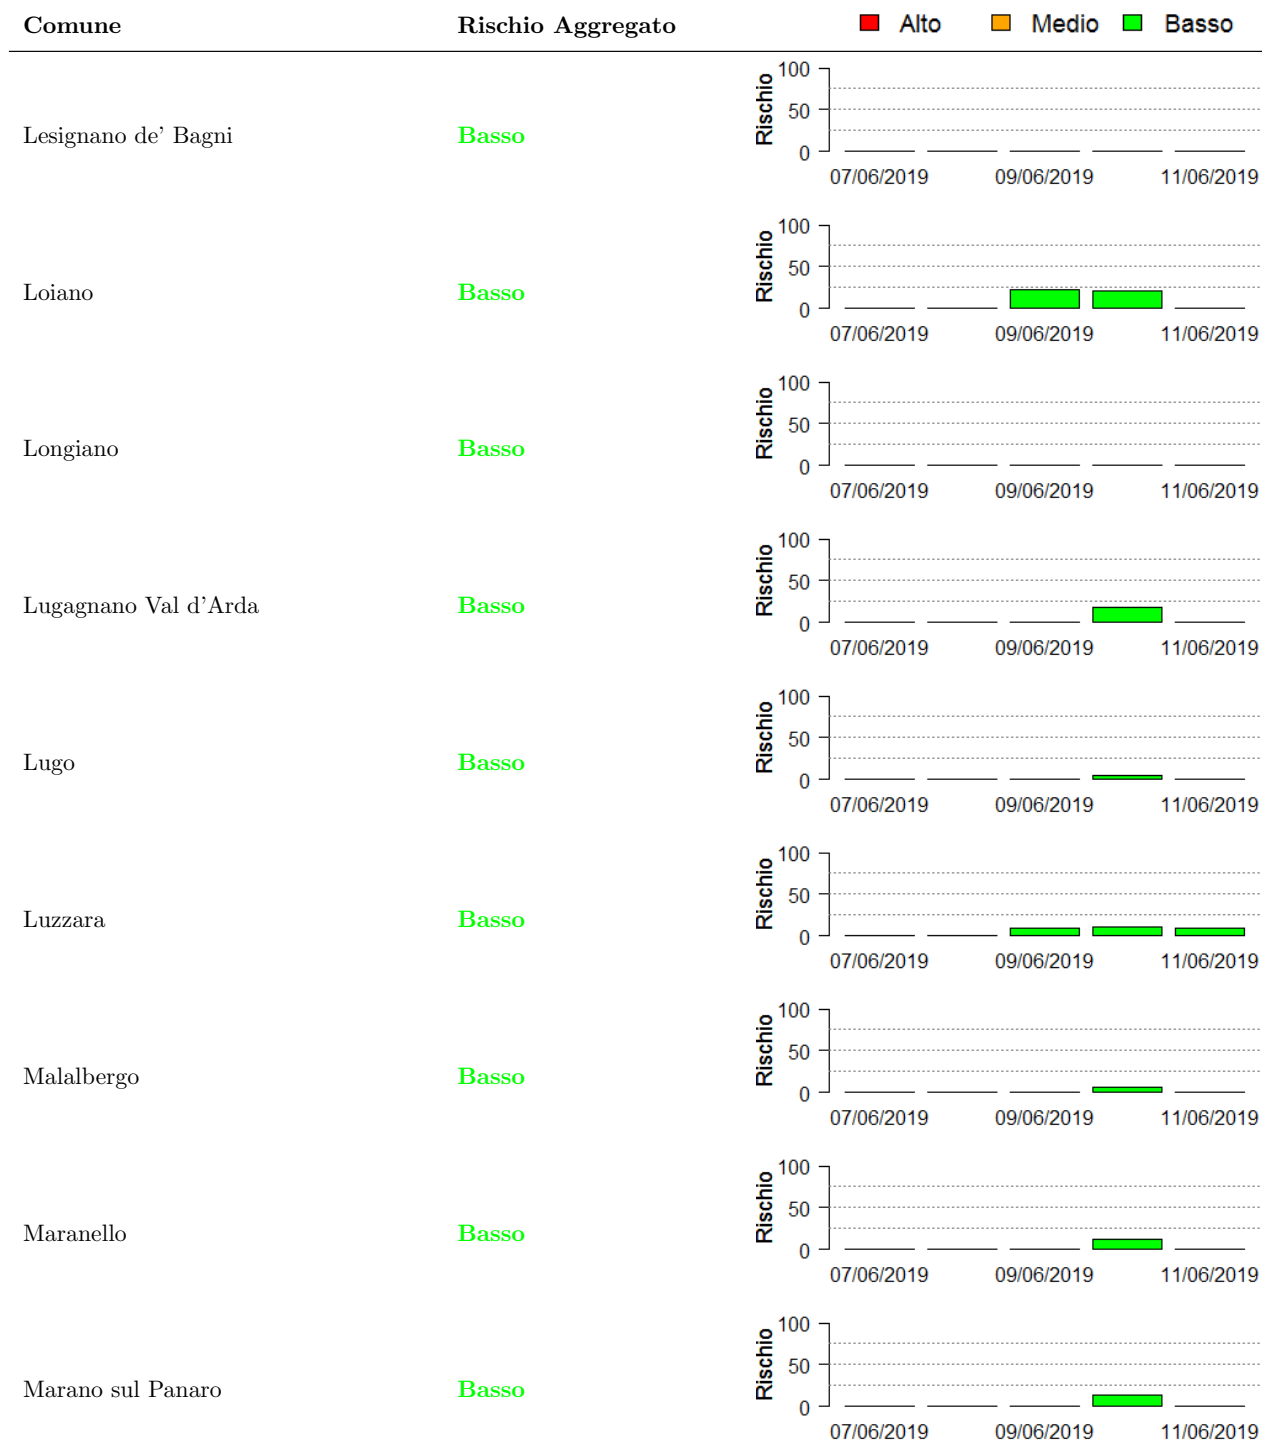 Comune Rischio Aggregato Alto Medio Basso
Lesignano de' Bagni Basso Rischio 100 50 0
07/06/2019 09/06/2019 11/06/2019
Loiano Basso Rischio 100 50 0
07/06/2019 09/06/2019 11/06/2019
Longiano Basso Rischio 100 50 0
07/06/2019 09/06/2019 11/06/2019
Lugagnano Val d'Arda Basso Rischio 100 50 0
07/06/2019 09/06/2019 11/06/2019
Lugo Basso Rischio 100 50 0
07/06/2019 09/06/2019 11/06/2019
Luzzara Basso Rischio 100 50 0
07/06/2019 09/06/2019 11/06/2019
Malalbergo Basso Rischio 100 50 0
07/06/2019 09/06/2019 11/06/2019
Maranello Basso Rischio 100 50 0
07/06/2019 09/06/2019 11/06/2019
Marano sul Panaro Basso Rischio 100 50 0
07/06/2019 09/06/2019 11/06/2019